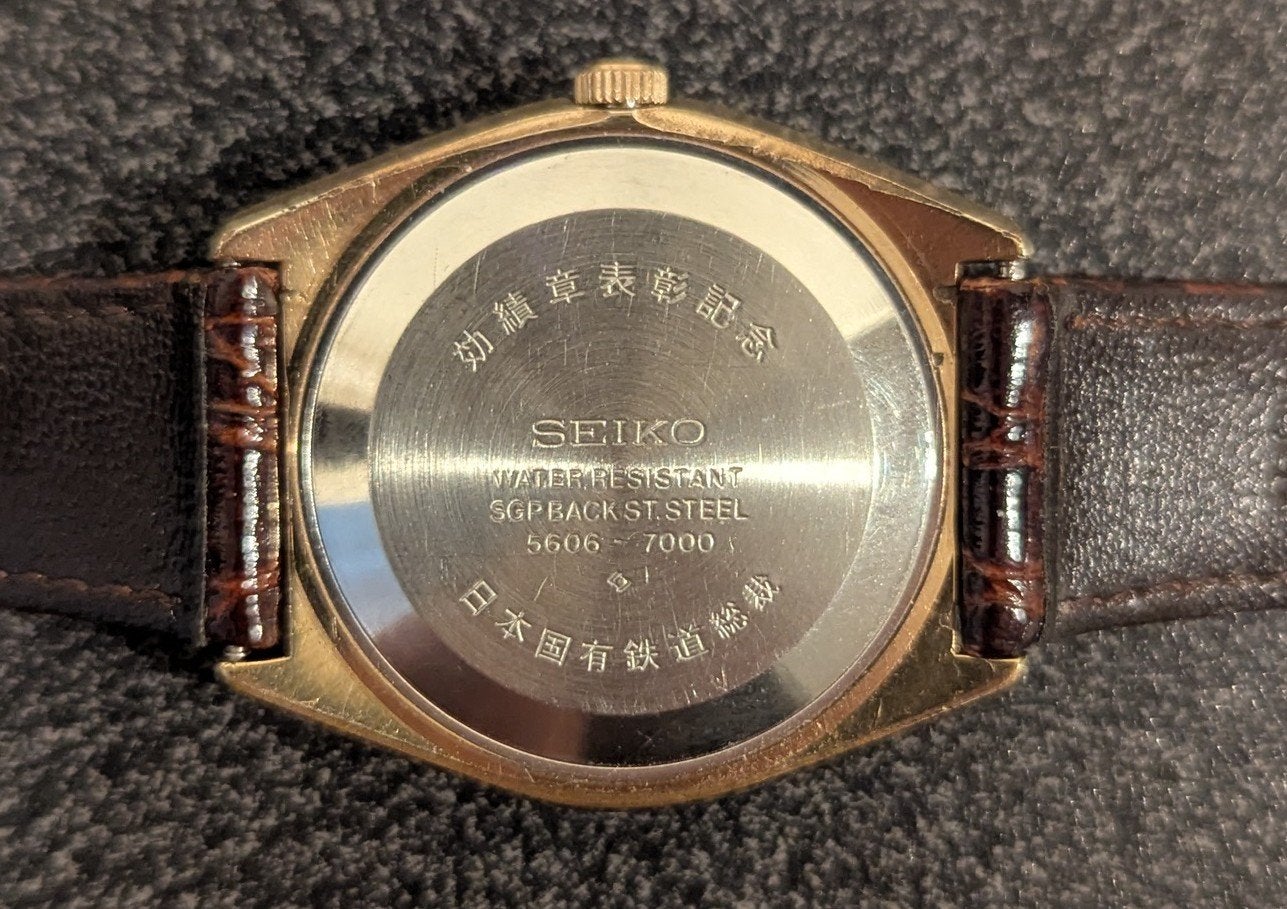 効績章表彰記念
SEIKO
WATER RESISTANT
SGP BACK ST. STEEL
5606-7000
日本国有鉄道総裁